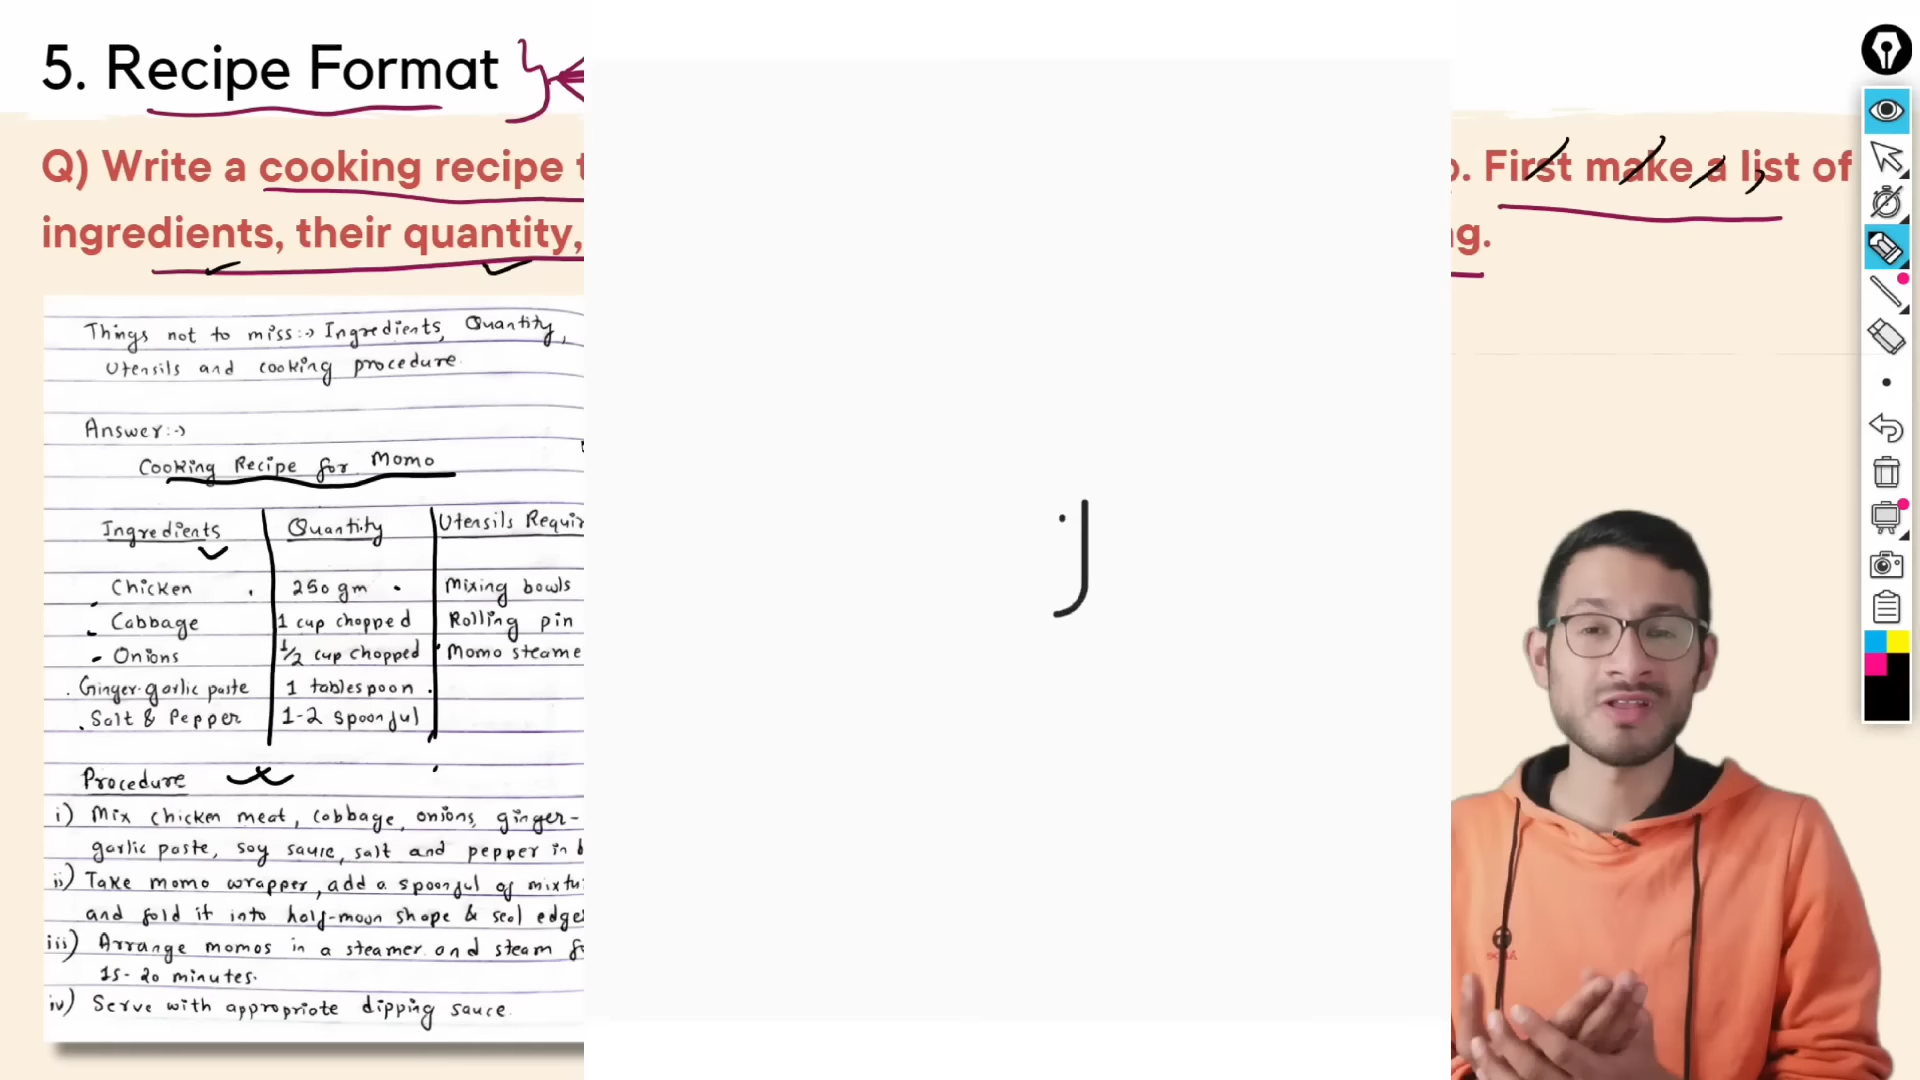 5. Recipe Format
Q) Write a cooking recipe
. First make a list of
ingredients, their quantity,
g.
Things not to miss:→ Ingredients, Quantity,
Utensils and cooking procedure.
Answer:→
Cooking Recipe for Momo
Ingredients Quantity Utensils Requir
Chicken 250 gm Mixing bowls
Cabbage 1 cup chopped Rolling pin
Onions 1/2 cup chopped Momo steame
Ginger-garlic paste 1 tablespoon
Salt & Pepper 1-2 spoonful
Procedure
i) Mix chicken meat, cabbage, onions, ginger-
garlic paste, soy sauce, salt and pepper in b
ii) Take momo wrapper, add a spoonful of mixtu
and fold it into half-moon shape & seal edge
iii) Arrange momos in a steamer and steam fo
15-20 minutes.
iv) Serve with appropriate dipping sauce.